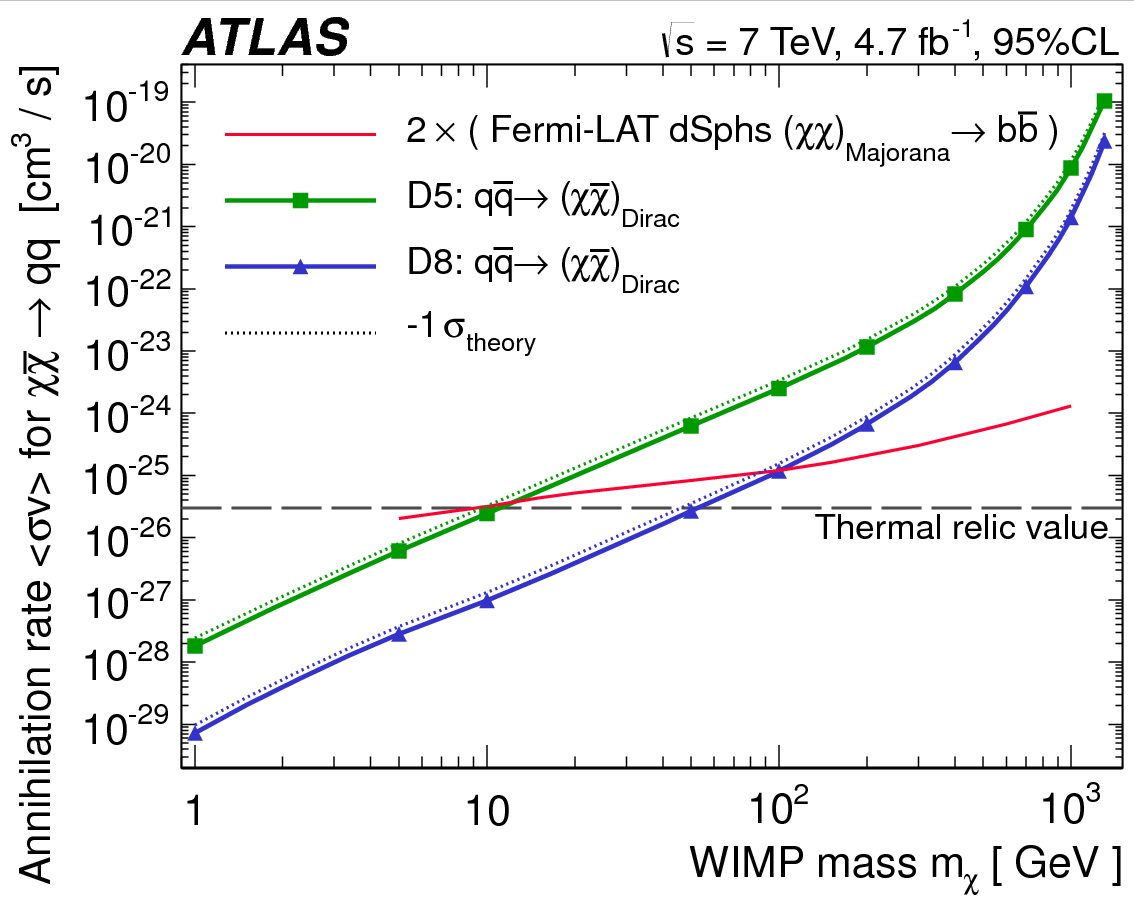 ATLAS
√s = 7 TeV, 4.7 fb⁻¹, 95%CL
Annihilation rate <σv> for χχ̅ → qq [cm³ / s]
10⁻¹⁹
10⁻²⁰
10⁻²¹
10⁻²²
10⁻²³
10⁻²⁴
10⁻²⁵
10⁻²⁶
10⁻²⁷
10⁻²⁸
10⁻²⁹
2 × ( Fermi-LAT dSphs (χχ)Majorana → bb̅ )
D5: qq̅→ (χχ̅)Dirac
D8: qq̅→ (χχ̅)Dirac
-1 σtheory
Thermal relic value
1 10 10² 10³
WIMP mass mχ [ GeV ]